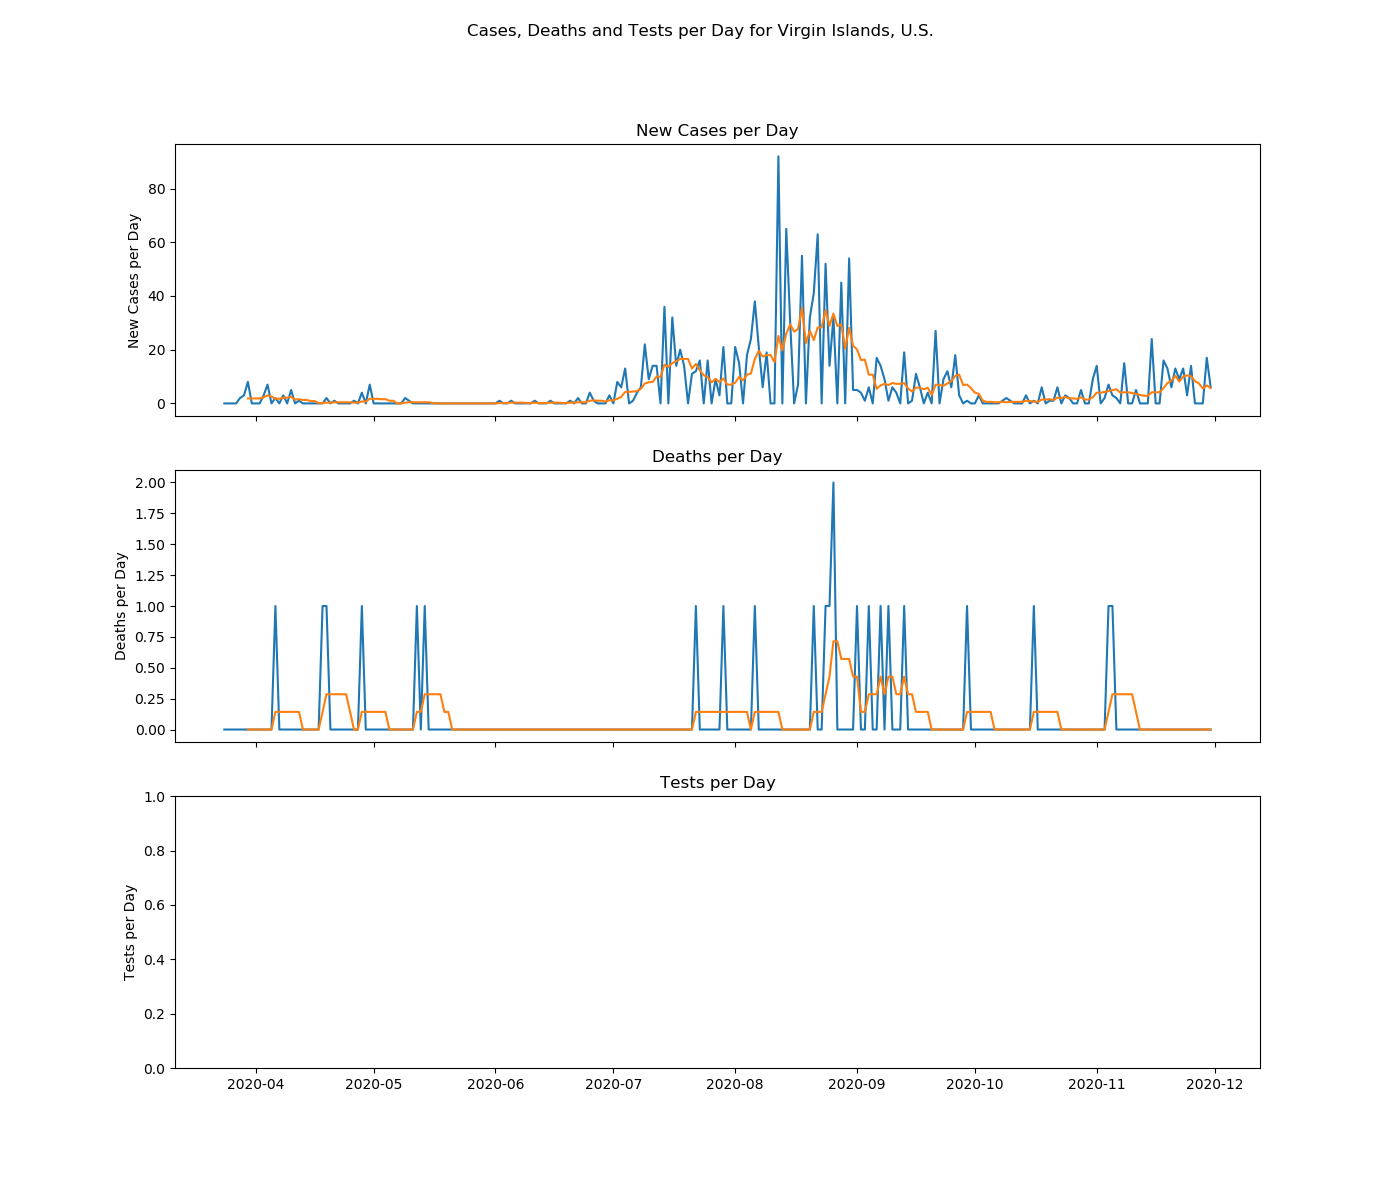 Cases, Deaths and Tests per Day for Virgin Islands, U.S.
New Cases per Day
New Cases per Day
80
60
40
20
0
Deaths per Day
Deaths per Day
2.00
1.75
1.50
1.25
1.00
0.75
0.50
0.25
0.00
Tests per Day
Tests per Day
1.0
0.8
0.6
0.4
0.2
0.0
2020-04 2020-05 2020-06 2020-07 2020-08 2020-09 2020-10 2020-11 2020-12